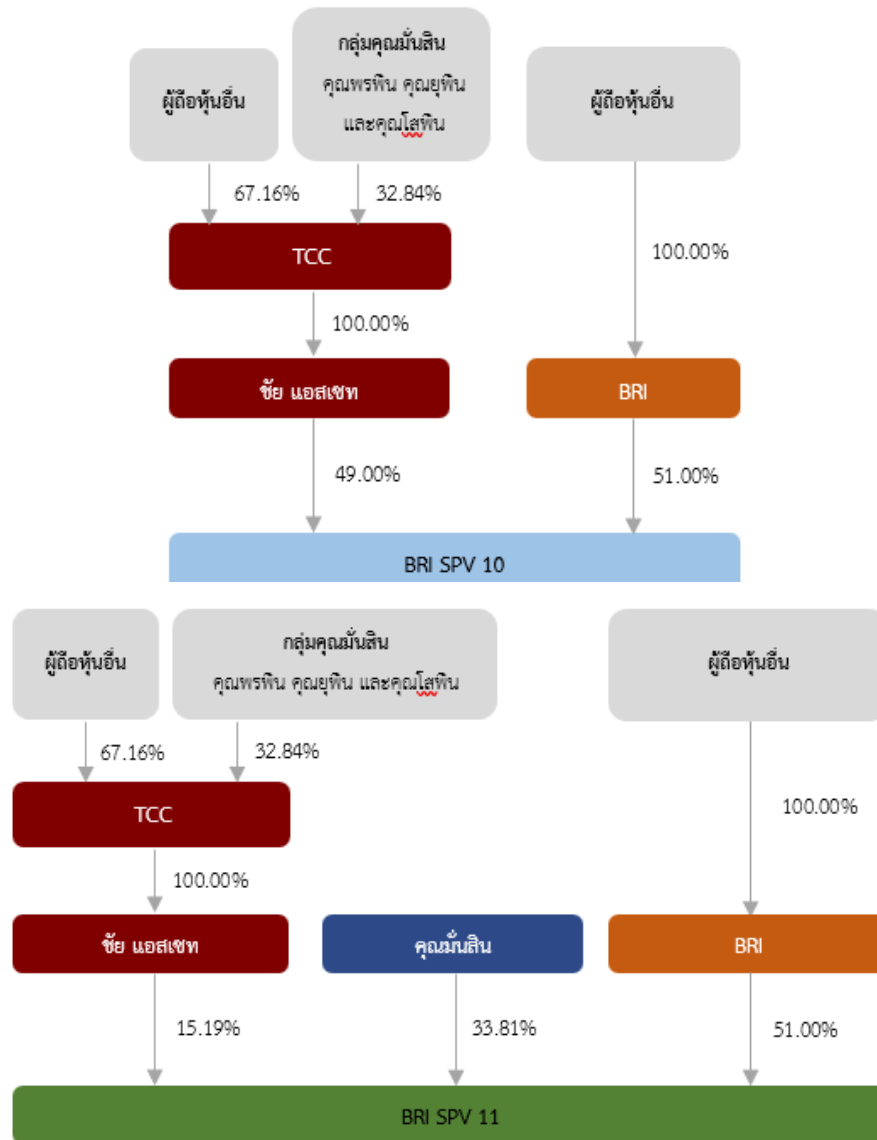 ผู้ถือหุ้นอื่น
กลุ่มคุณมั่นสิน
คุณพรพิน คุณยุพิน
และคุณโสพิน
ผู้ถือหุ้นอื่น
67.16%
32.84%
100.00%
TCC
100.00%
ชัย แอสเซท
BRI
49.00%
51.00%
BRI SPV 10
ผู้ถือหุ้นอื่น
กลุ่มคุณมั่นสิน
คุณพรพิน คุณยุพิน และคุณโสพิน
ผู้ถือหุ้นอื่น
67.16%
32.84%
100.00%
TCC
100.00%
ชัย แอสเซท
คุณมั่นสิน
BRI
15.19%
33.81%
51.00%
BRI SPV 11